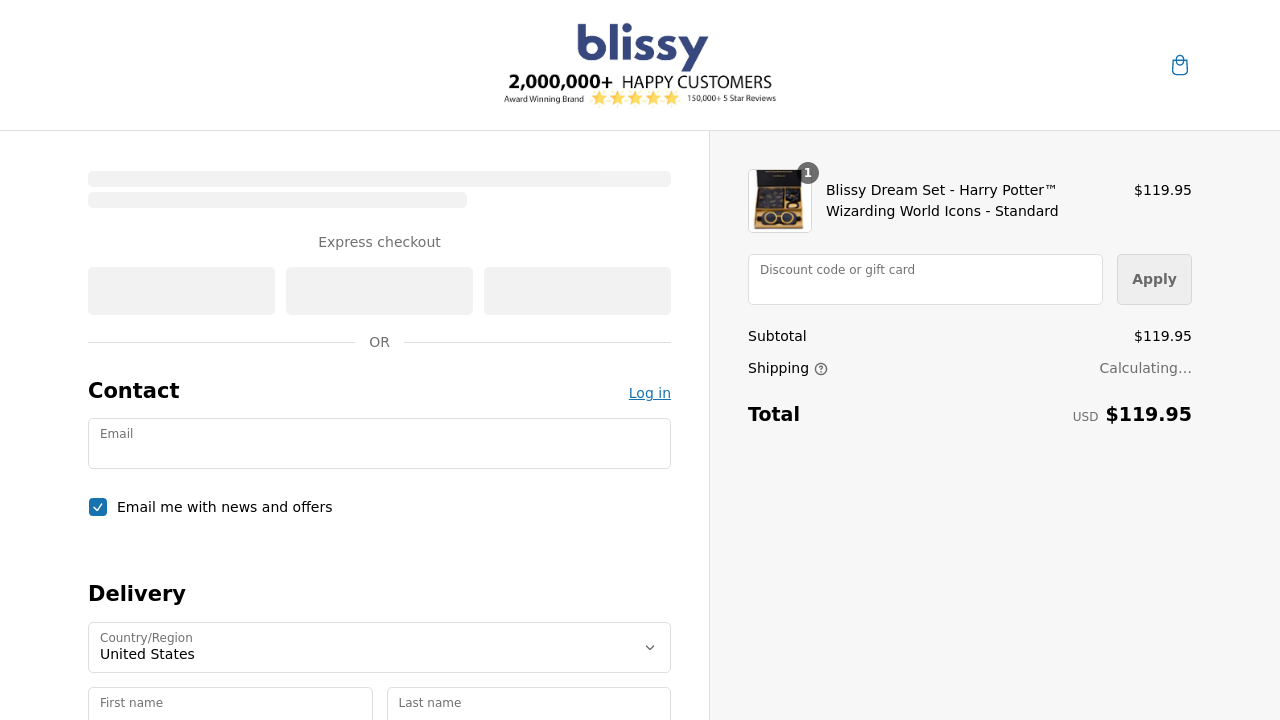 blissy
2,000,000+ HAPPY CUSTOMERS
Award Winning Brand 150,000+ 5 Star Reviews
Express checkout
OR
Contact
Log in
Email
Email me with news and offers
Delivery
Country/Region
United States
First name
Last name
1
Blissy Dream Set - Harry Potter™ $119.95
Wizarding World Icons - Standard
Discount code or gift card
Apply
Subtotal $119.95
Shipping Calculating...
Total USD $119.95